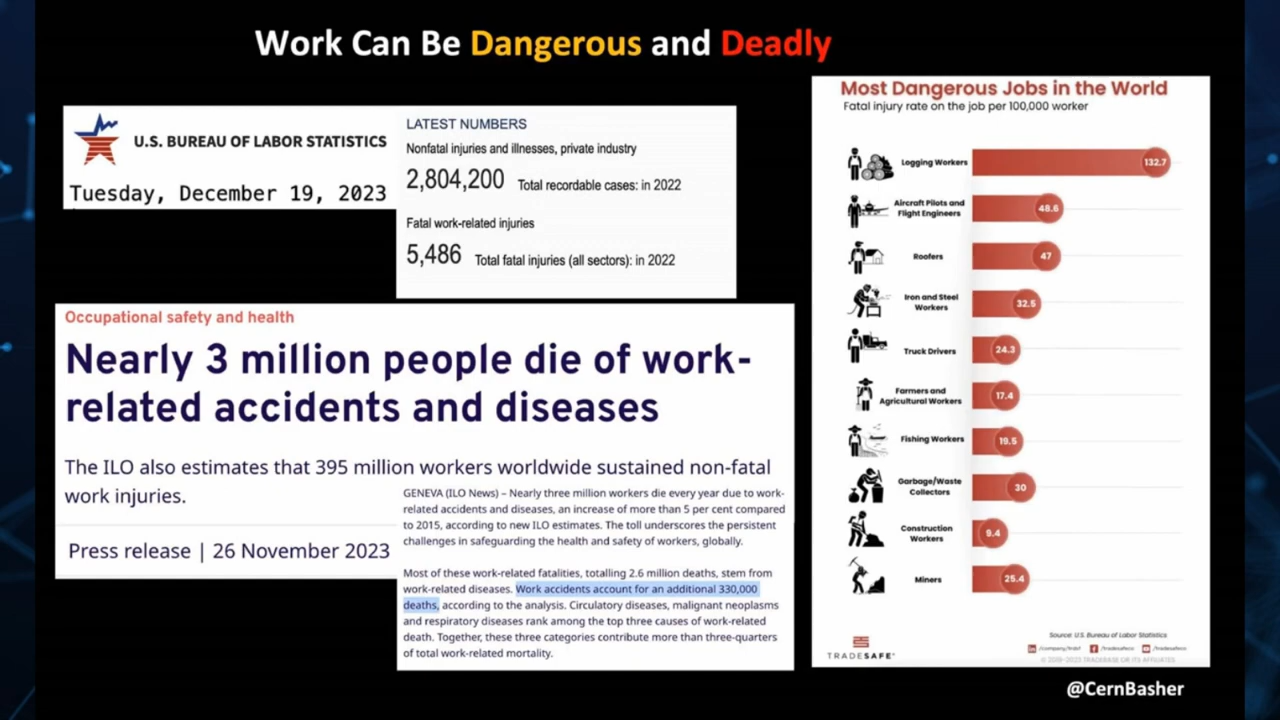 Work Can Be Dangerous and Deadly
U.S. BUREAU OF LABOR STATISTICS
Tuesday, December 19, 2023
LATEST NUMBERS
Nonfatal injuries and illnesses, private industry
2,804,200 Total recordable cases: in 2022
Fatal work-related injuries
5,486 Total fatal injuries (all sectors): in 2022
Occupational safety and health
Nearly 3 million people die of work-
related accidents and diseases
The ILO also estimates that 395 million workers worldwide sustained non-fatal
work injuries.
Press release | 26 November 2023
GENEVA (ILO News) – Nearly three million workers die every year due to work-
related accidents and diseases, an increase of more than 5 per cent compared
to 2015, according to new ILO estimates. The toll underscores the persistent
challenges in safeguarding the health and safety of workers, globally.
Most of these work-related fatalities, totalling 2.6 million deaths, stem from
work-related diseases. Work accidents account for an additional 330,000
deaths, according to the analysis. Circulatory diseases, malignant neoplasms
and respiratory diseases rank among the top three causes of work-related
death. Together, these three categories contribute more than three-quarters
of total work-related mortality.
Most Dangerous Jobs in the World
Fatal injury rate on the job per 100,000 worker
Logging Workers 132.7
Aircraft Pilots and
Flight Engineers 48.6
Roofers 47
Iron and Steel
Workers 32.5
Truck Drivers 24.3
Farmers and
Agricultural Workers 17.4
Fishing Workers 19.5
Garbage/Waste
Collectors 30
Construction
Workers 9.4
Miners 25.4
Source: U.S. Bureau of Labor Statistics
TRADESAFE
/tradesafeco /tradesafeco
© 2019-2023 TRADEBASE OR ITS AFFILIATES
@CernBasher